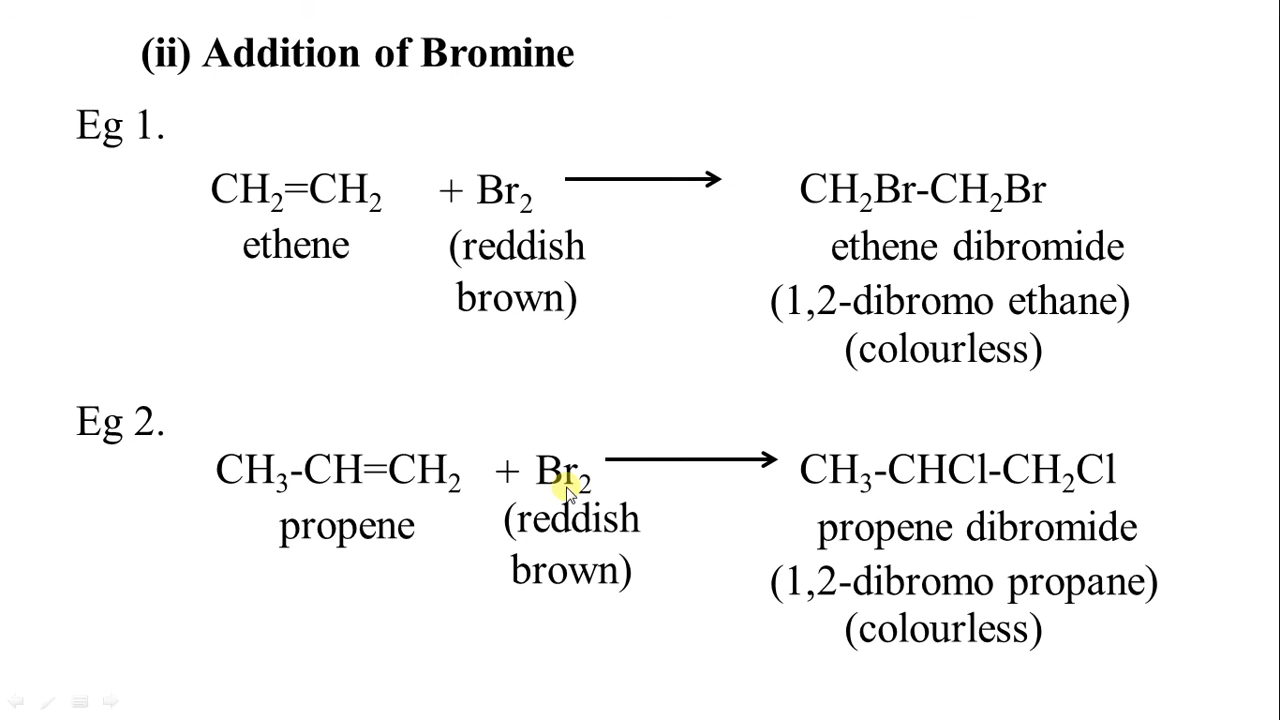 (ii) Addition of Bromine
Eg 1.
CH₂=CH₂ + Br₂ ⟶ CH₂Br-CH₂Br
ethene (reddish ethene dibromide
brown) (1,2-dibromo ethane)
(colourless)
Eg 2.
CH₃-CH=CH₂ + Br₂ ⟶ CH₃-CHCl-CH₂Cl
propene (reddish propene dibromide
brown) (1,2-dibromo propane)
(colourless)